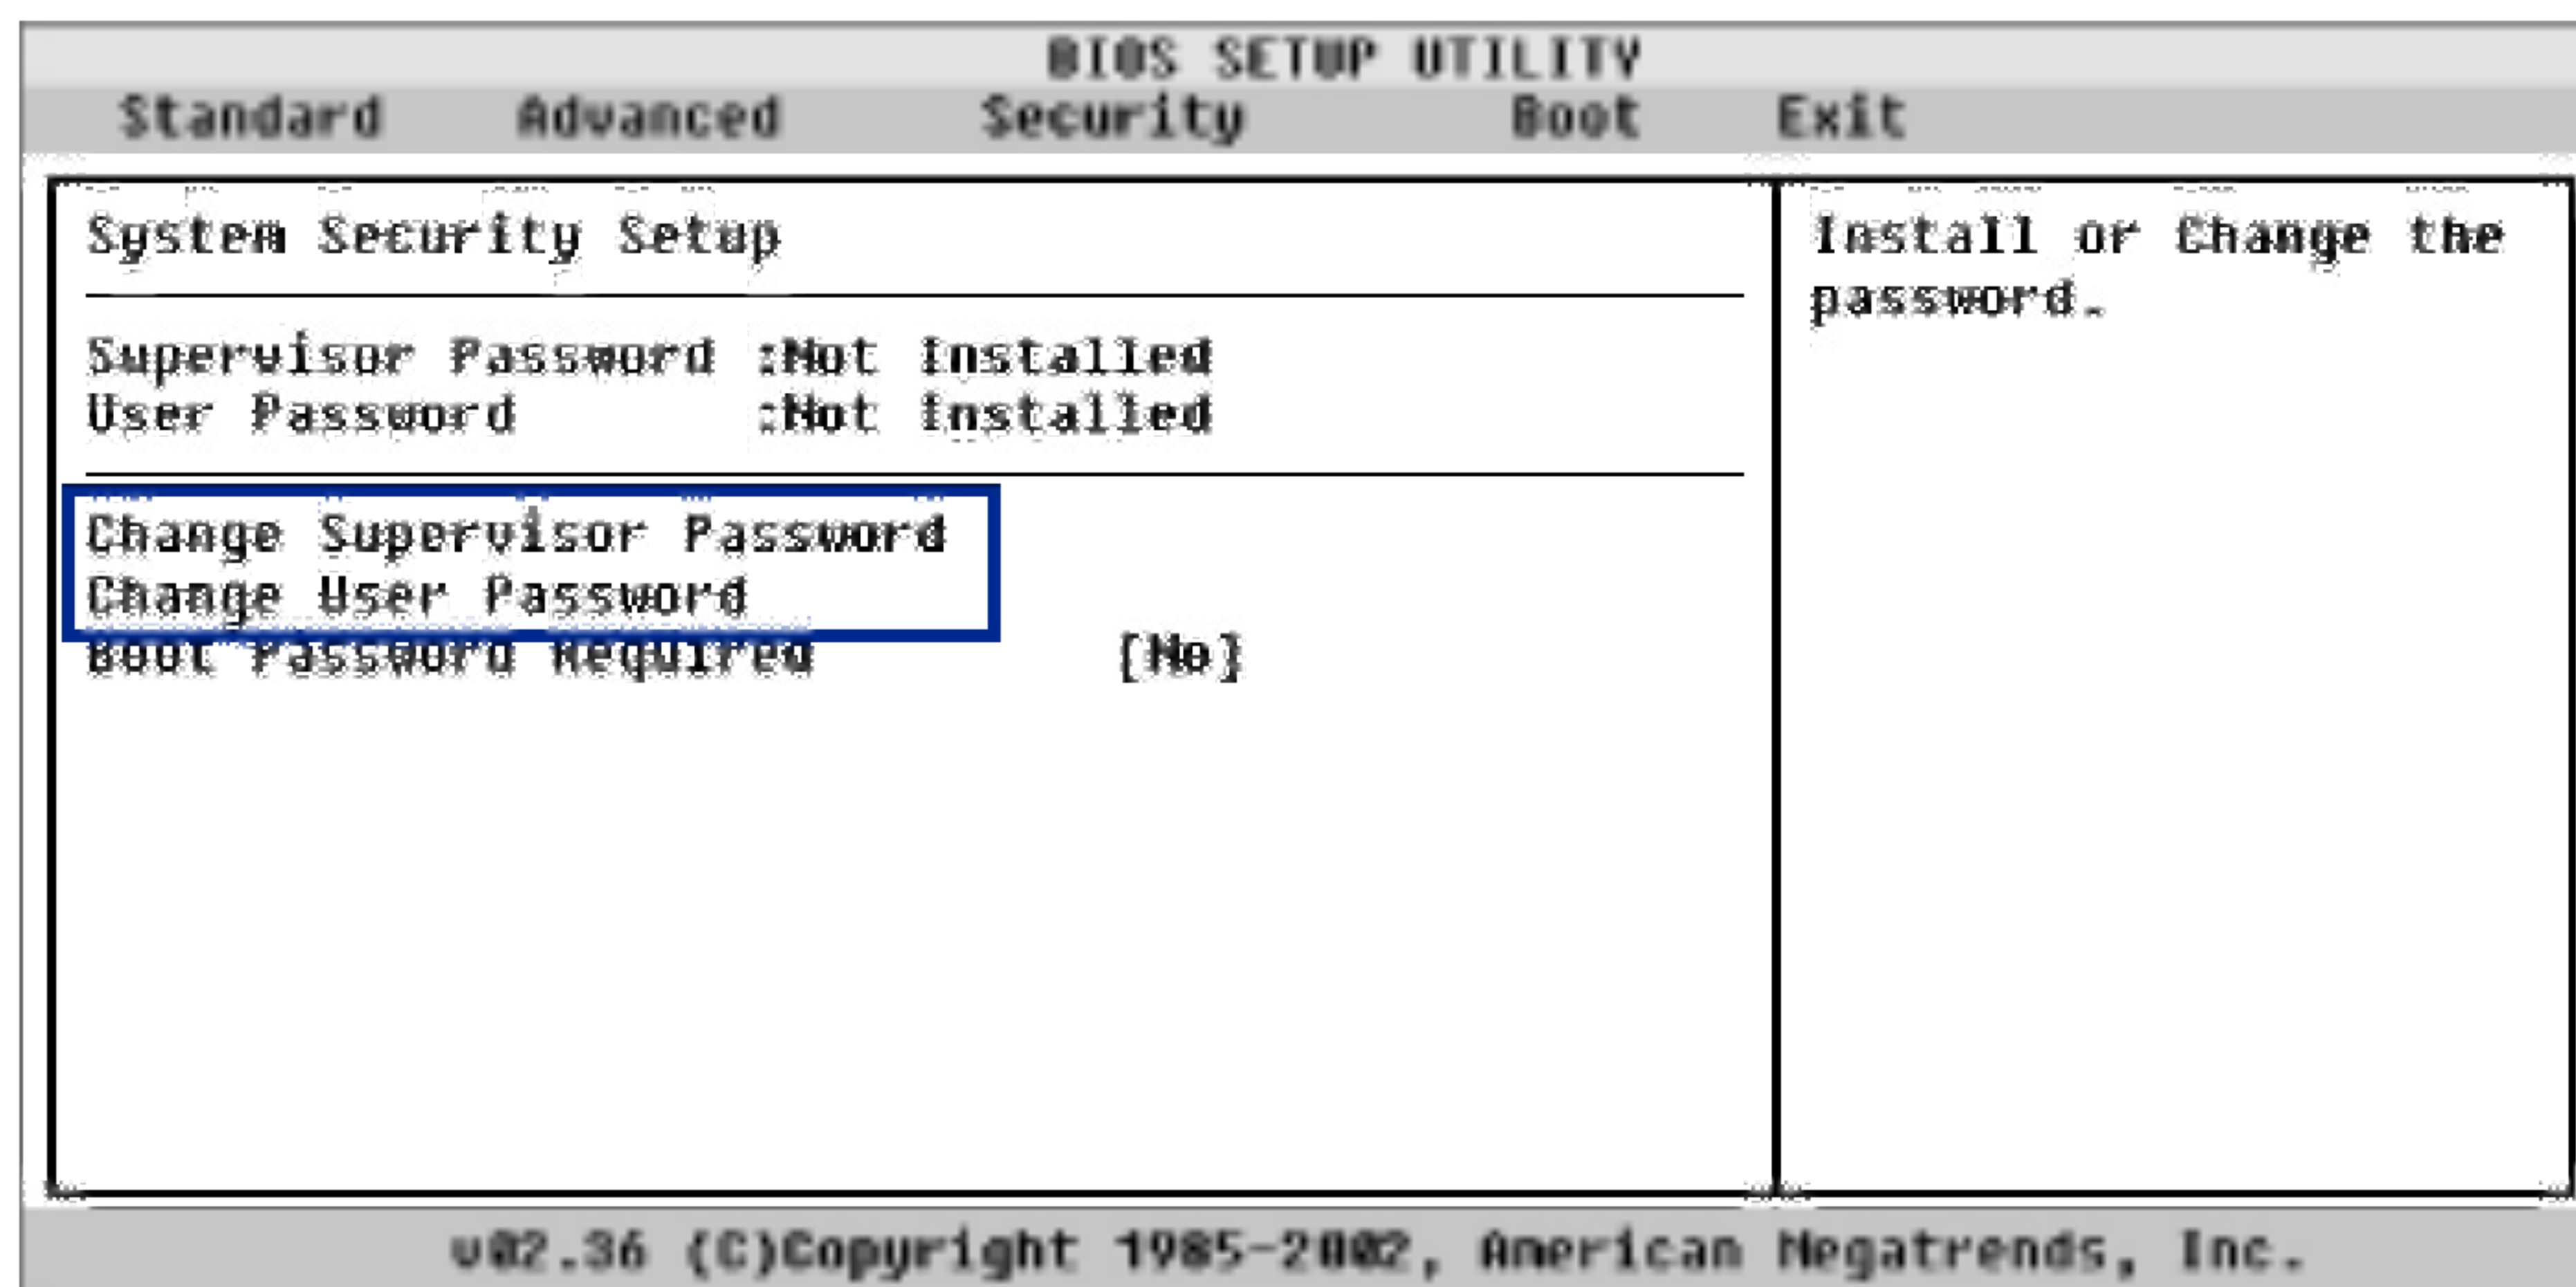 BIOS SETUP UTILITY
Standard Advanced Security Boot Exit
System Security Setup
Supervisor Password :Not Installed
User Password :Not Installed
Change Supervisor Password
Change User Password
Boot Password Required [No]
Install or Change the
password.
v02.36 (C)Copyright 1985-2002, American Megatrends, Inc.